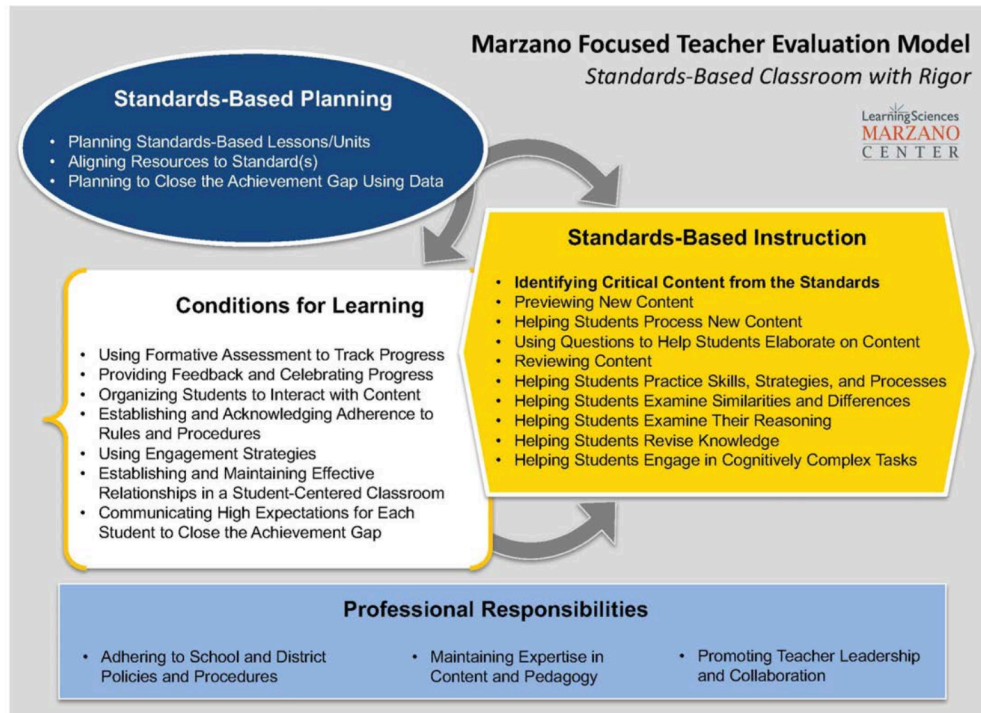 Marzano Focused Teacher Evaluation Model
Standards-Based Classroom with Rigor
LearningSciences
MARZANO
CENTER
Standards-Based Planning
• Planning Standards-Based Lessons/Units
• Aligning Resources to Standard(s)
• Planning to Close the Achievement Gap Using Data
Conditions for Learning
• Using Formative Assessment to Track Progress
• Providing Feedback and Celebrating Progress
• Organizing Students to Interact with Content
• Establishing and Acknowledging Adherence to
Rules and Procedures
• Using Engagement Strategies
• Establishing and Maintaining Effective
Relationships in a Student-Centered Classroom
• Communicating High Expectations for Each
Student to Close the Achievement Gap
Standards-Based Instruction
• Identifying Critical Content from the Standards
• Previewing New Content
• Helping Students Process New Content
• Using Questions to Help Students Elaborate on Content
• Reviewing Content
• Helping Students Practice Skills, Strategies, and Processes
• Helping Students Examine Similarities and Differences
• Helping Students Examine Their Reasoning
• Helping Students Revise Knowledge
• Helping Students Engage in Cognitively Complex Tasks
Professional Responsibilities
• Adhering to School and District
Policies and Procedures
• Maintaining Expertise in
Content and Pedagogy
• Promoting Teacher Leadership
and Collaboration